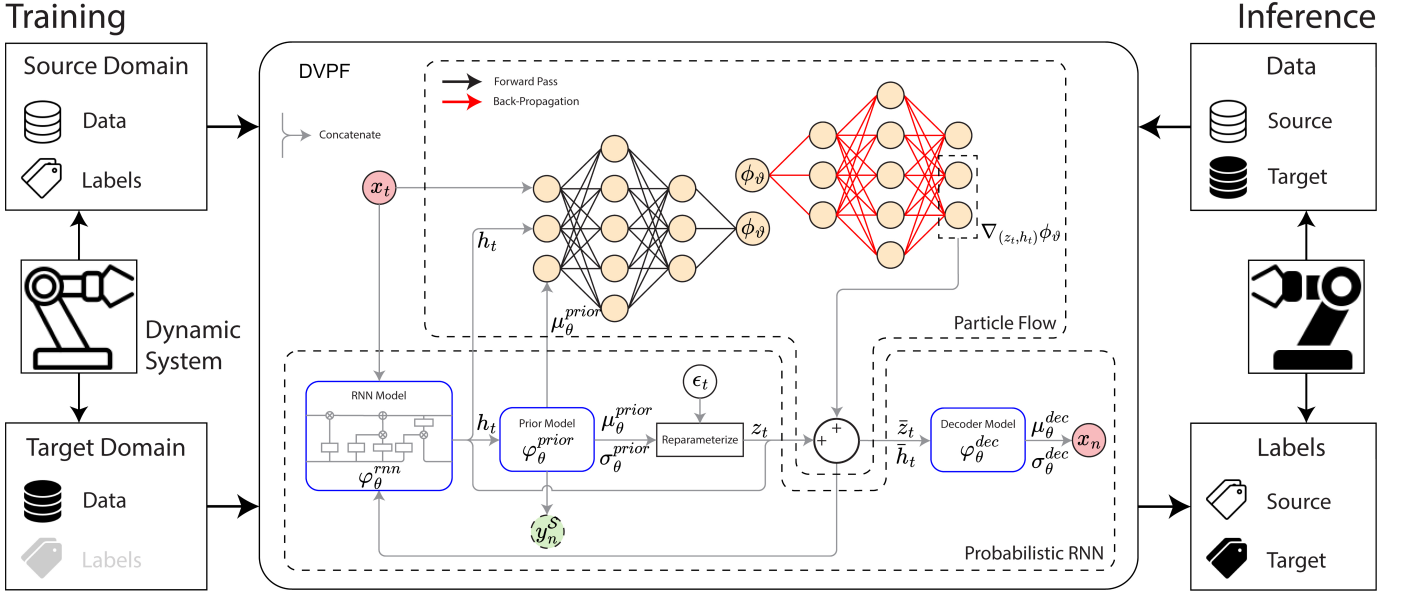 Training
Inference
Source Domain
Data
Labels
Dynamic
System
Target Domain
Data
Labels
DVPF
Concatenate
Forward Pass
Back-Propagation
x_t
h_t
μ_θ^{prior}
ϕ_ϑ
ϕ_ϑ
∇_{(z_t,h_t)}ϕ_ϑ
Particle Flow
RNN Model
φ_θ^{rnn}
h_t
Prior Model
φ_θ^{prior}
μ_θ^{prior}
σ_θ^{prior}
ϵ_t
Reparameterize
z_t
+
+
z̄_t
h̄_t
Decoder Model
φ_θ^{dec}
μ_θ^{dec}
σ_θ^{dec}
x_n
y_n^S
Probabilistic RNN
Data
Source
Target
Labels
Source
Target